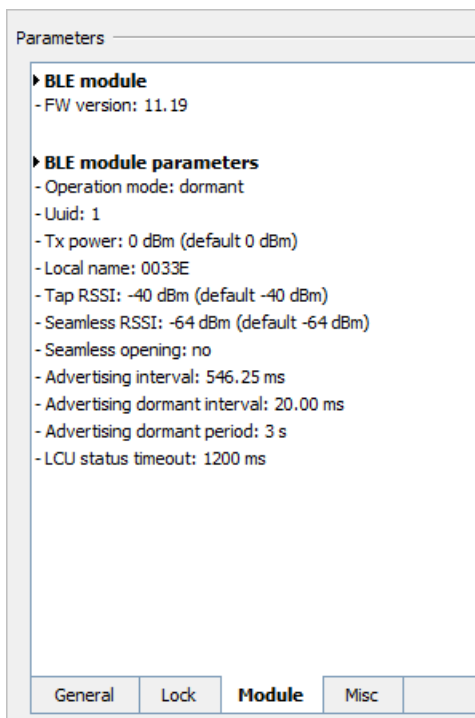 Parameters
BLE module
- FW version: 11.19
BLE module parameters
- Operation mode: dormant
- Uuid: 1
- Tx power: 0 dBm (default 0 dBm)
- Local name: 0033E
- Tap RSSI: -40 dBm (default -40 dBm)
- Seamless RSSI: -64 dBm (default -64 dBm)
- Seamless opening: no
- Advertising interval: 546.25 ms
- Advertising dormant interval: 20.00 ms
- Advertising dormant period: 3 s
- LCU status timeout: 1200 ms
General Lock Module Misc